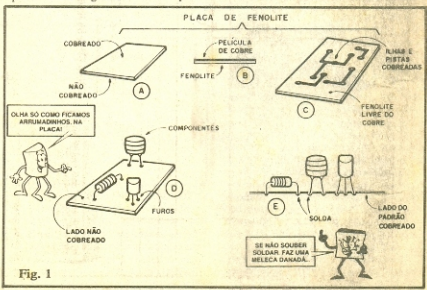 PLACA DE FENOLITE
COBREADO
NÃO
COBREADO
A
PELÍCULA
DE COBRE
FENOLITE
B
ILHAS E
PISTAS
COBREADAS
C
FENOLITE
LIVRE DO
COBRE
OLHA SÓ COMO FICAMOS
ARRUMADINHOS, NA
PLACA!
COMPONENTES
D
LADO NÃO
COBREADO
FUROS
E
SOLDA
LADO DO
PADRÃO
COBREADO
SE NÃO SOUBER
SOLDAR, FAZ UMA
MELECA DANADA..
Fig. 1